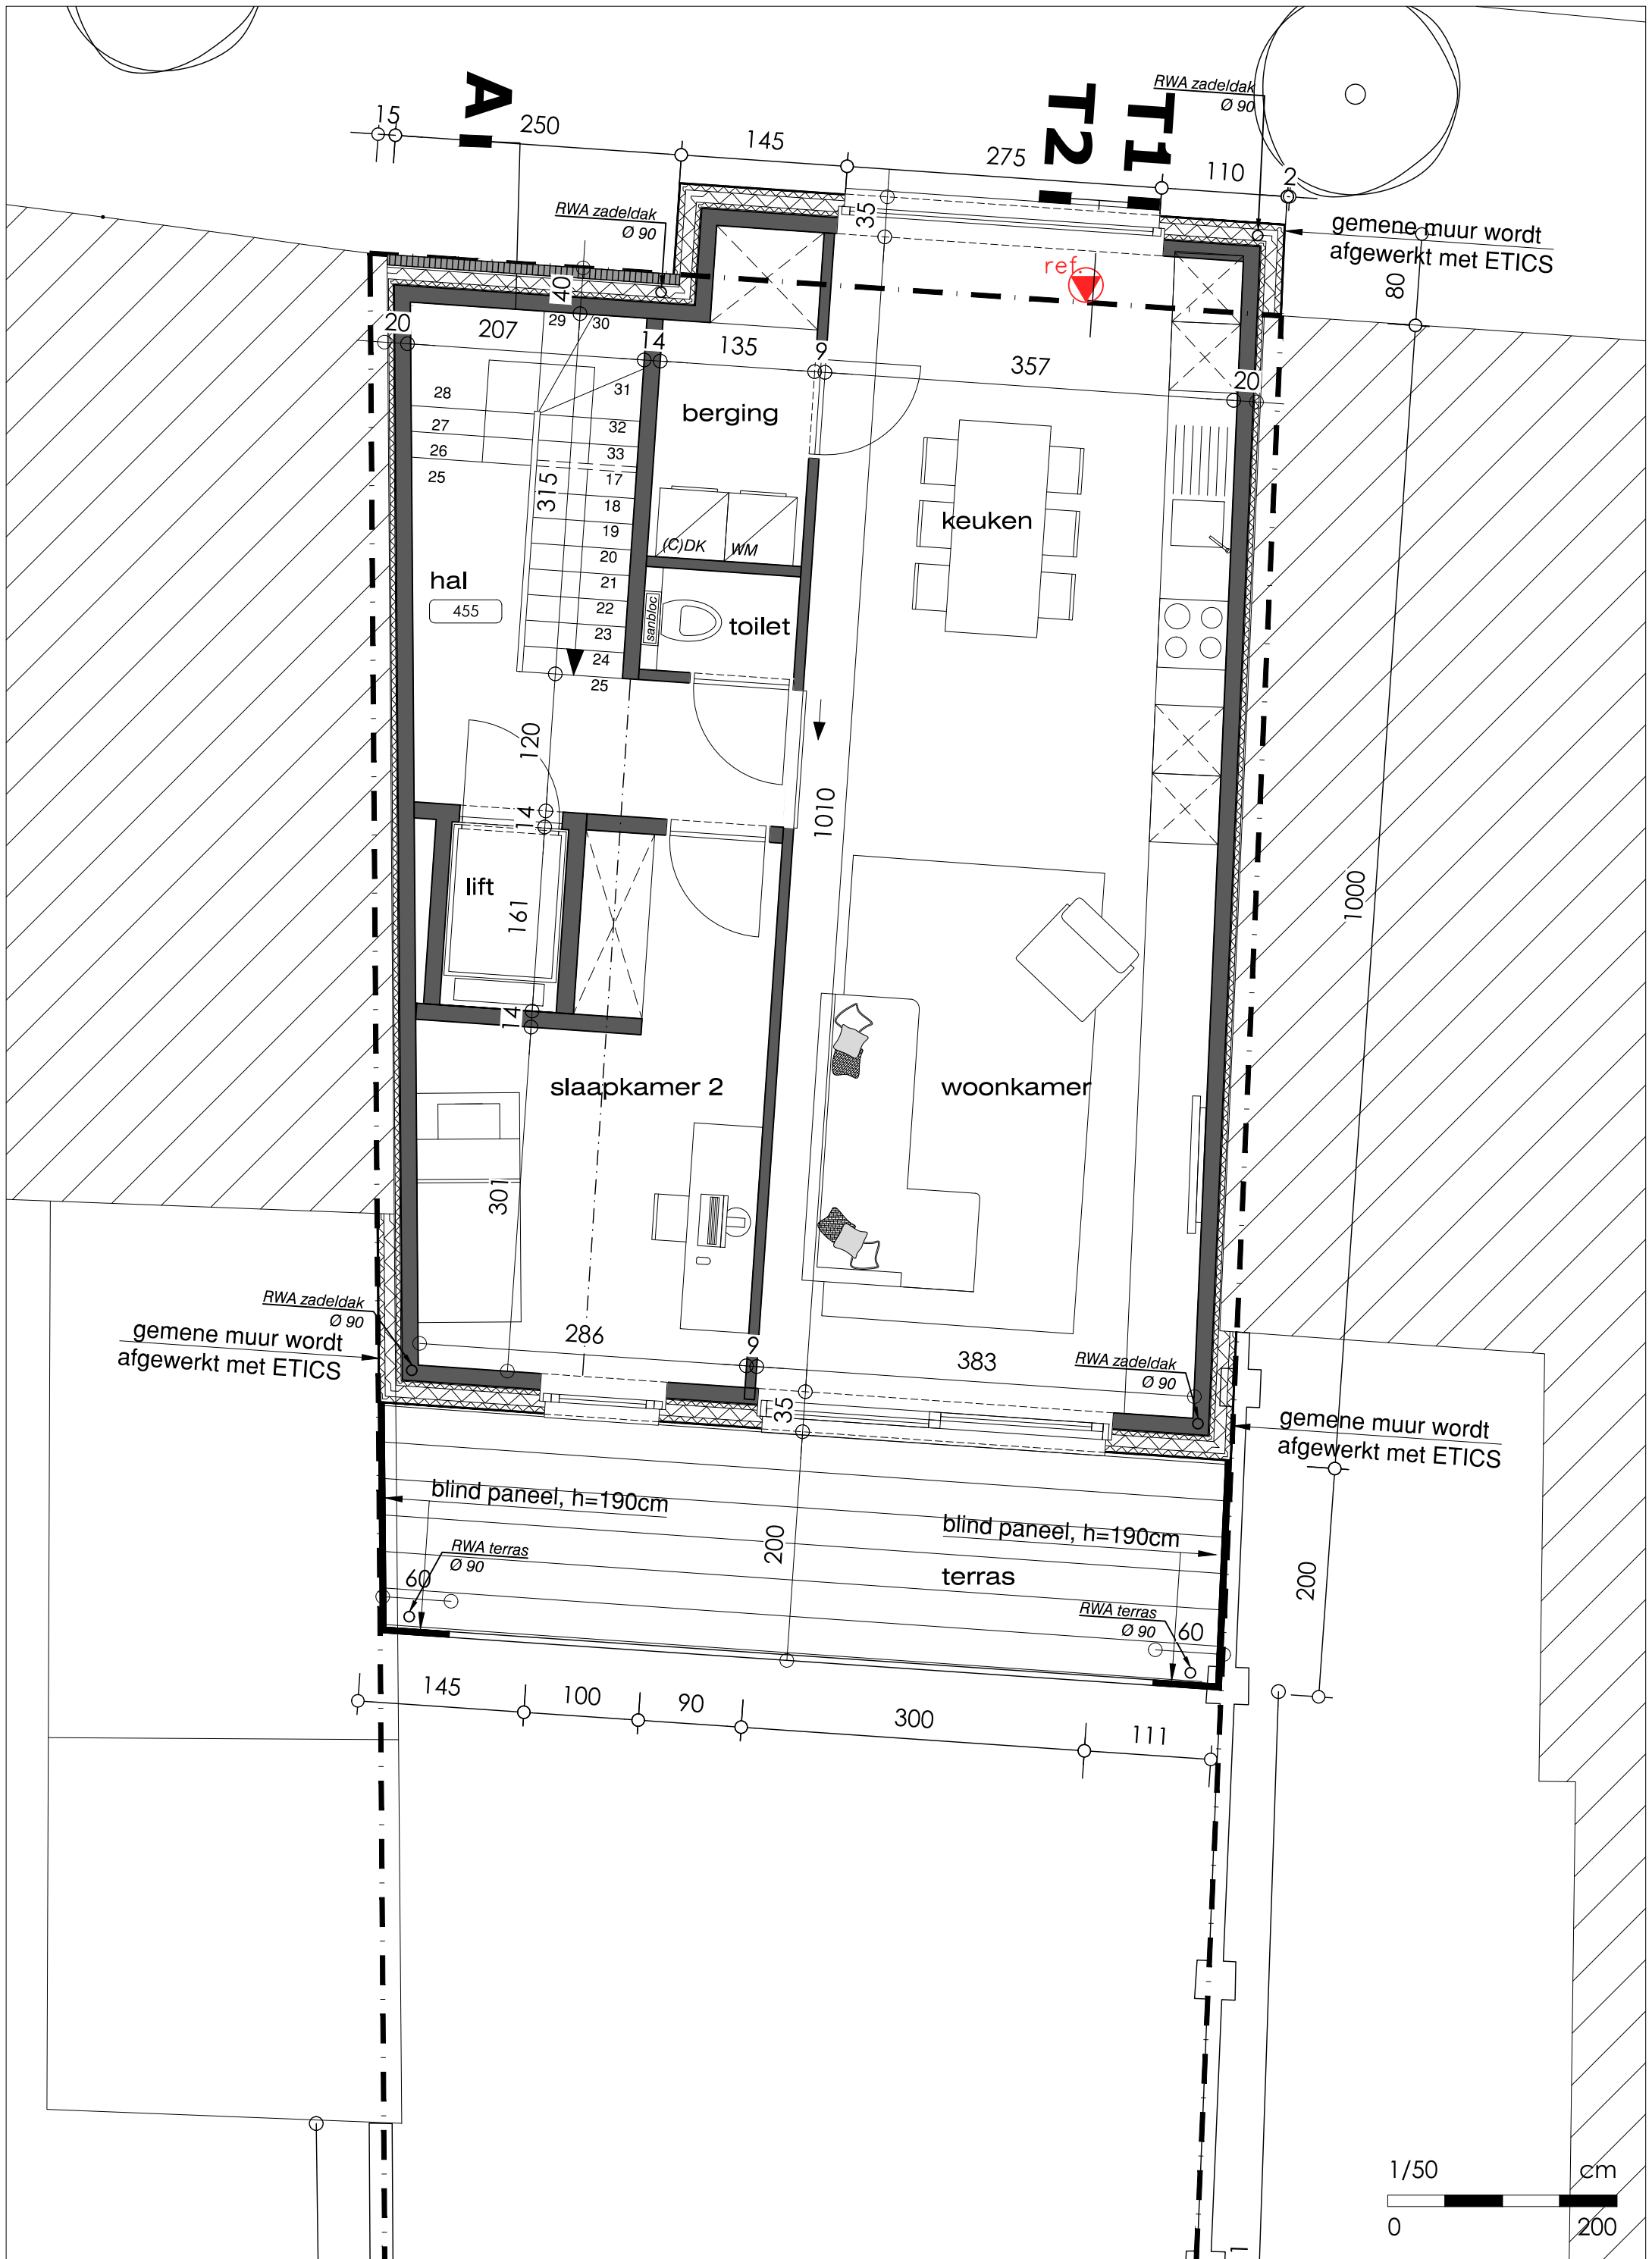 RWA zadeldak
Ø 90
15
A
250
145
275
T2
T1
110
2
gemene muur wordt
afgewerkt met ETICS
80
RWA zadeldak
Ø 90
35
ref.
40
20
207
29
30
14
135
9
357
20
28
27
26
25
31
32
33
17
18
19
20
21
22
23
24
25
315
berging
keuken
(C)DK
WM
hal
455
sanbloc
toilet
120
14
1010
lift
161
14
1000
slaapkamer 2
woonkamer
301
RWA zadeldak
Ø 90
gemene muur wordt
afgewerkt met ETICS
286
9
383
RWA zadeldak
Ø 90
35
gemene muur wordt
afgewerkt met ETICS
blind paneel, h=190cm
blind paneel, h=190cm
RWA terras
Ø 90
60
200
terras
RWA terras
Ø 90
60
200
145
100
90
300
111
1/50
cm
0
200
1